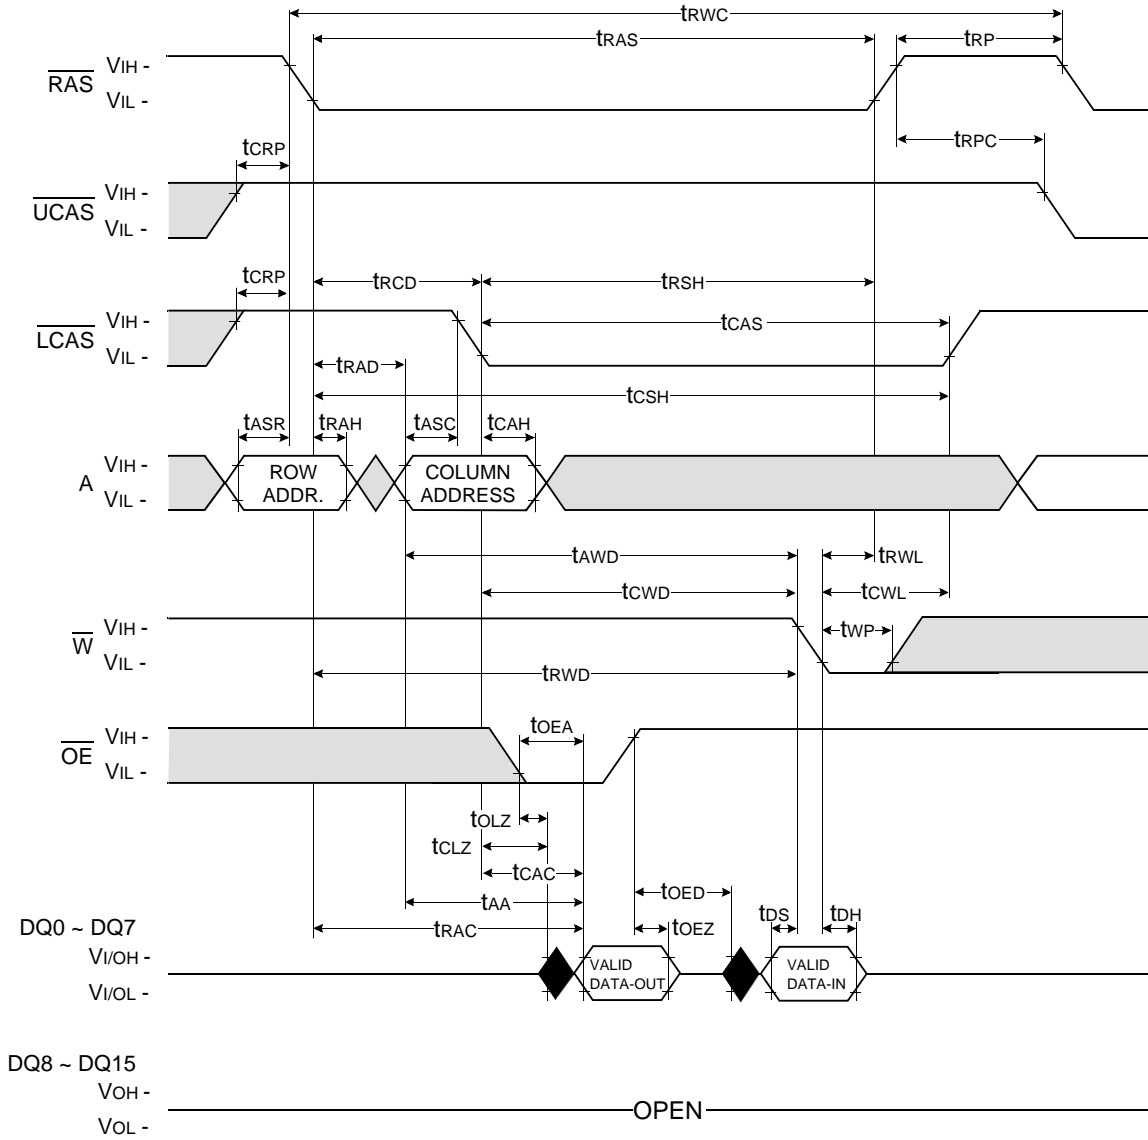 tRWC
tRAS
tRP
RAS
VIH -
VIL -
tRPC
tCRP
UCAS
VIH -
VIL -
tCRP
tRCD
tRSH
LCAS
VIH -
VIL -
tCAS
tRAD
tCSH
tASR
tRAH
tASC
tCAH
A
VIH -
VIL -
ROW
ADDR.
COLUMN
ADDRESS
tAWD
tRWL
tCWD
tCWL
W
VIH -
VIL -
tWP
tRWD
OE
VIH -
VIL -
tOEA
tOLZ
tCLZ
tCAC
tOED
tAA
tRAC
tOEZ
tDS
tDH
DQ0 ~ DQ7
VI/OH -
VI/OL -
VALID
DATA-OUT
VALID
DATA-IN
DQ8 ~ DQ15
VOH -
VOL -
OPEN